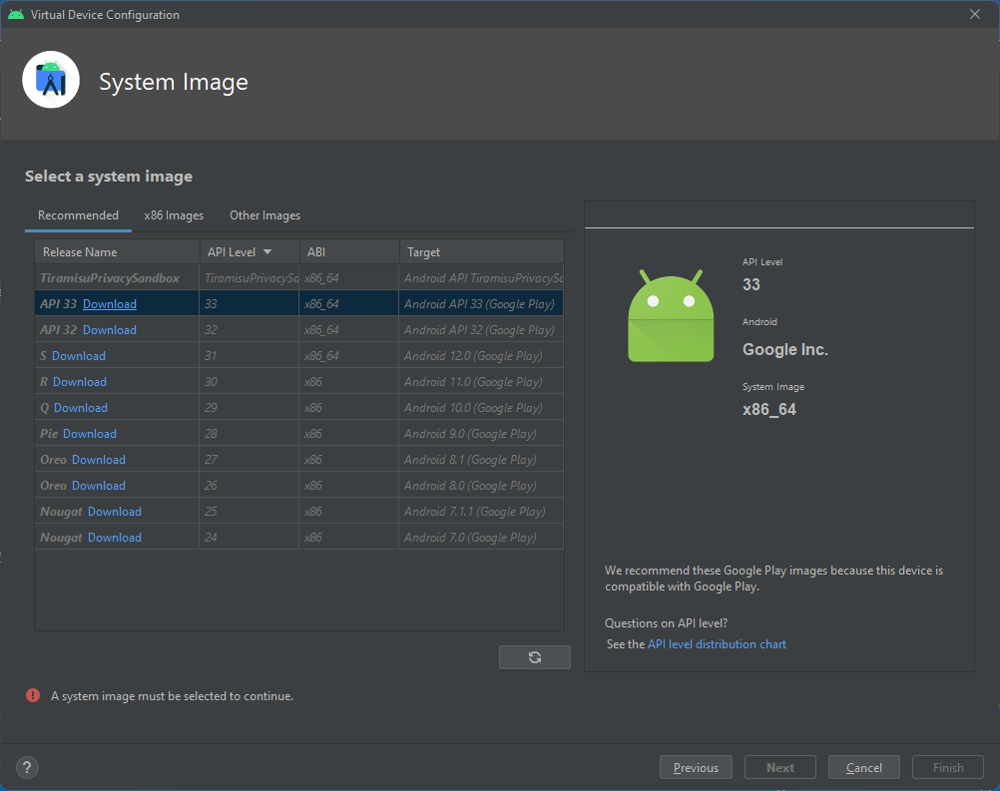 Virtual Device Configuration
System Image
Select a system image
Recommended x86 Images Other Images
Release Name API Level ABI Target
TiramisuPrivacySandbox TiramisuPrivacySa x86_64 Android API TiramisuPrivacySa
API 33 Download 33 x86_64 Android API 33 (Google Play)
API 32 Download 32 x86_64 Android API 32 (Google Play)
S Download 31 x86_64 Android 12.0 (Google Play)
R Download 30 x86 Android 11.0 (Google Play)
Q Download 29 x86 Android 10.0 (Google Play)
Pie Download 28 x86 Android 9.0 (Google Play)
Oreo Download 27 x86 Android 8.1 (Google Play)
Oreo Download 26 x86 Android 8.0 (Google Play)
Nougat Download 25 x86 Android 7.1.1 (Google Play)
Nougat Download 24 x86 Android 7.0 (Google Play)
API Level
33
Android
Google Inc.
System Image
x86_64
We recommend these Google Play images because this device is
compatible with Google Play.
Questions on API level?
See the API level distribution chart
A system image must be selected to continue.
? Previous Next Cancel Finish